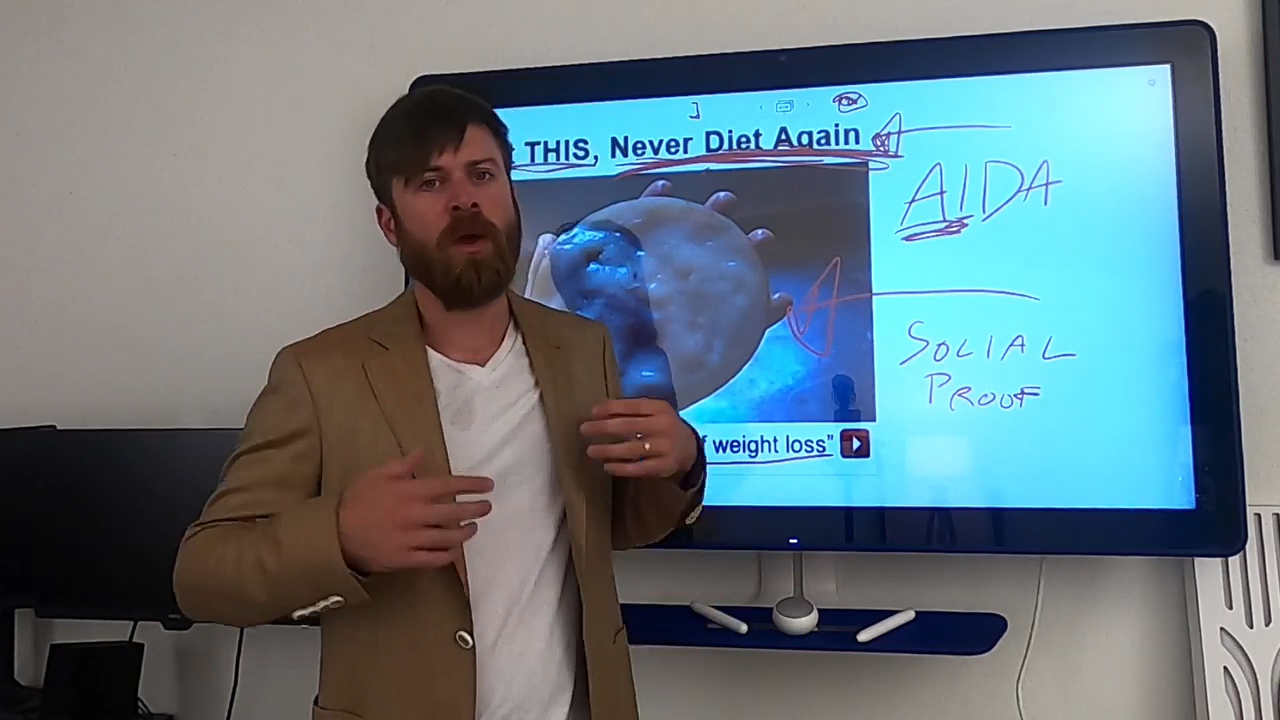 THIS, Never Diet Again
AIDA
SOCIAL
PROOF
weight loss”